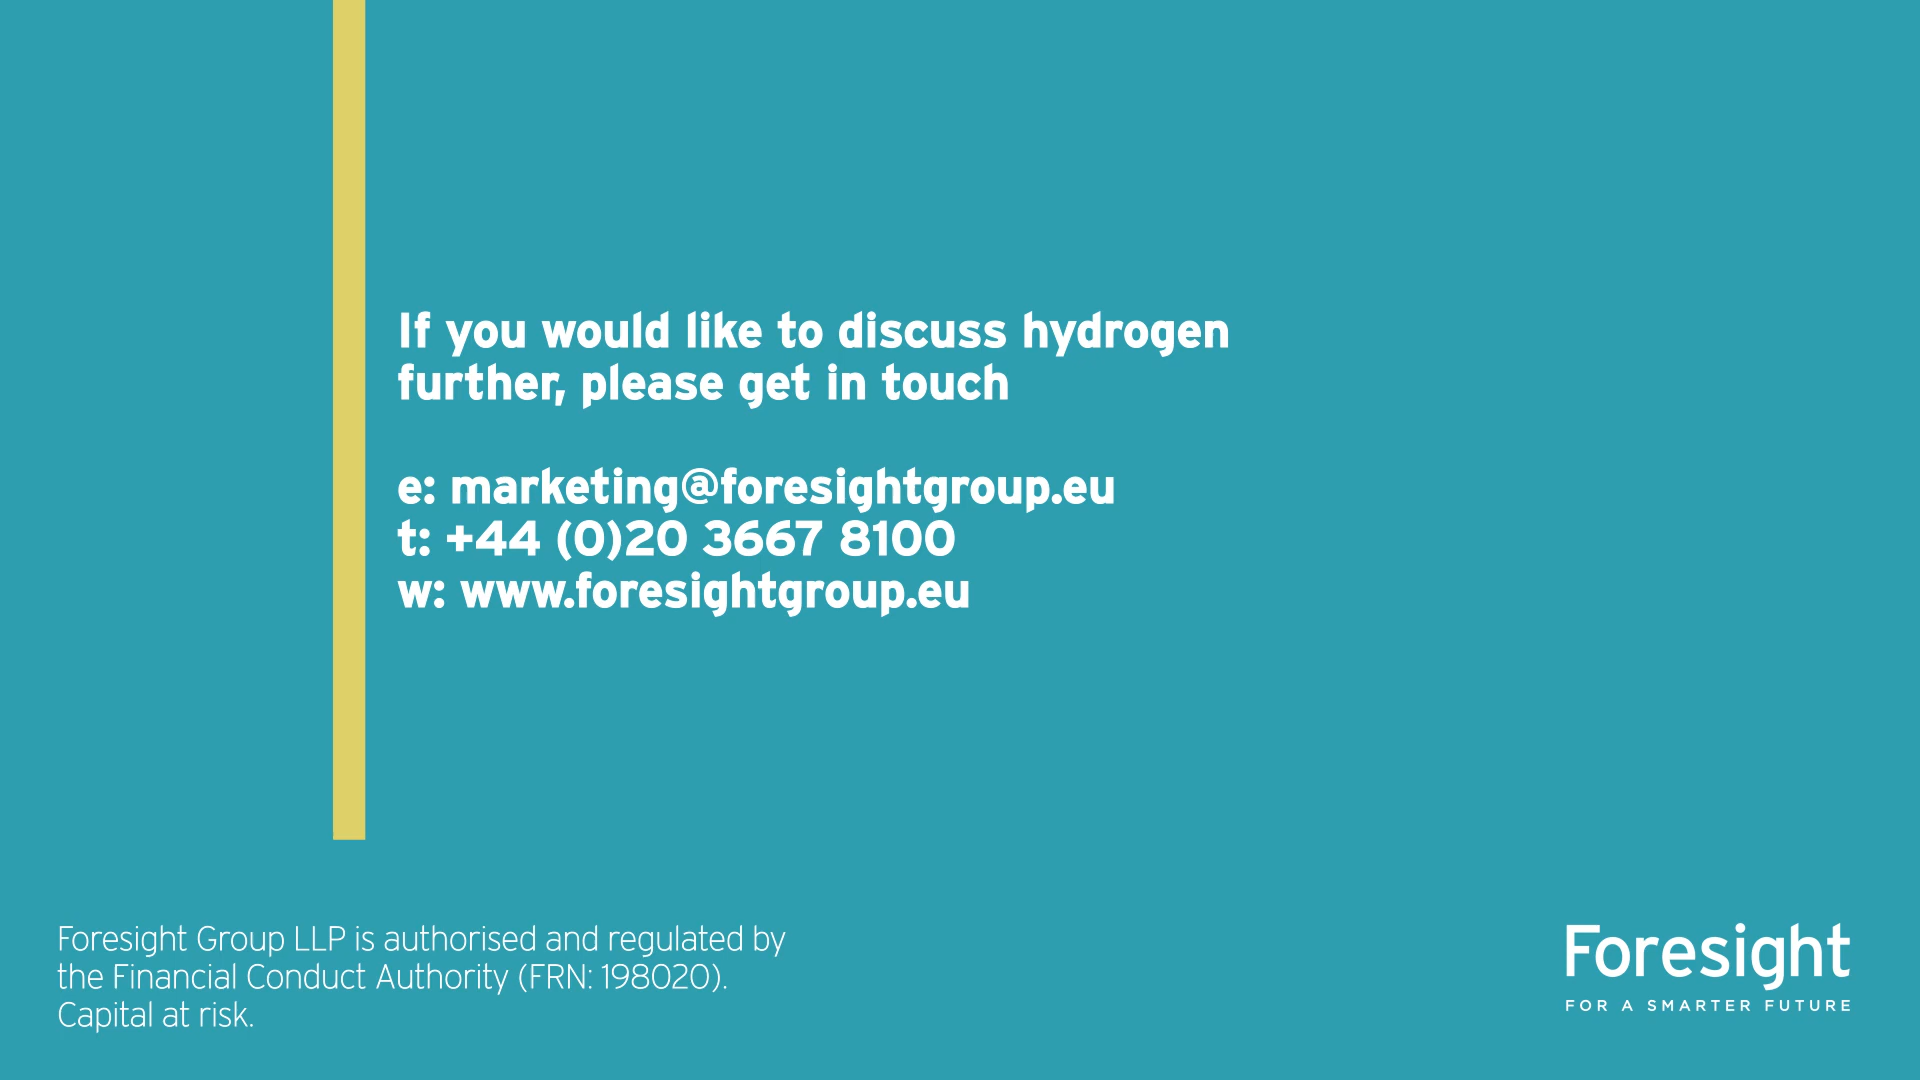 If you would like to discuss hydrogen
further, please get in touch
e: marketing@foresightgroup.eu
t: +44 (0)20 3667 8100
w: www.foresightgroup.eu
Foresight Group LLP is authorised and regulated by
the Financial Conduct Authority (FRN: 198020).
Capital at risk.
Foresight
FOR A SMARTER FUTURE